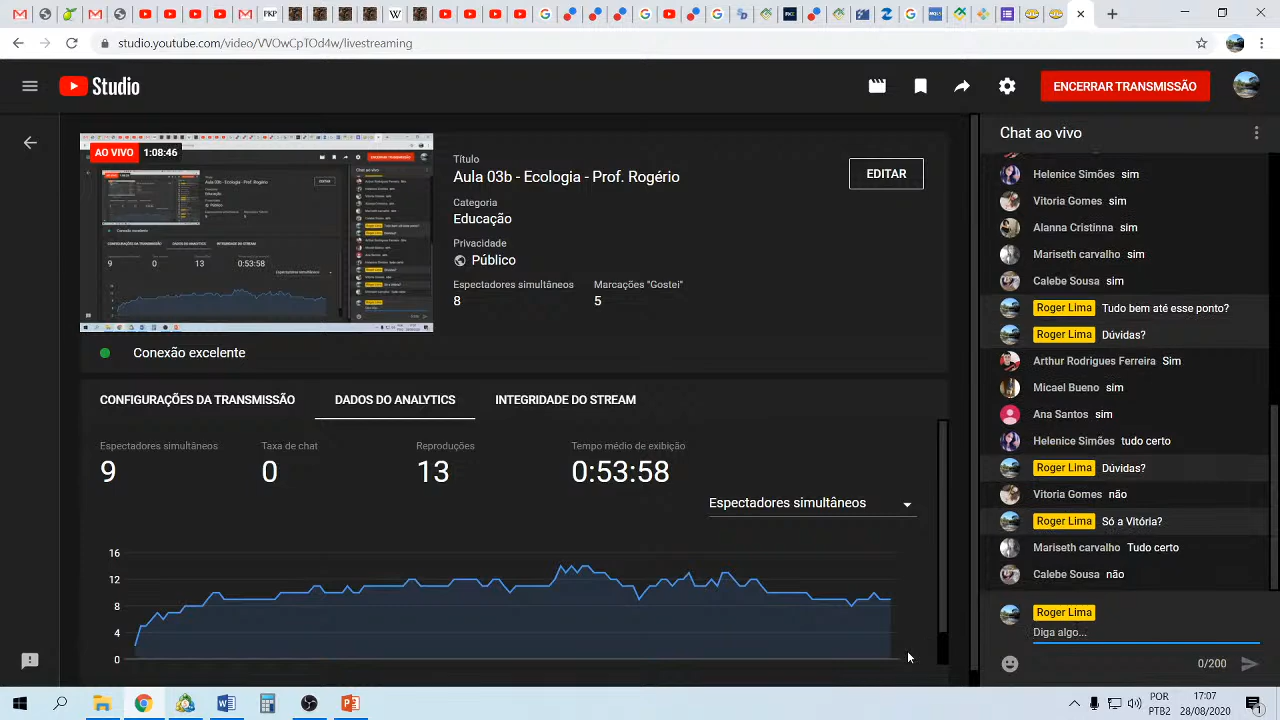 studio.youtube.com/video/VVOwCpTOd4w/livestreaming
Studio
ENCERRAR TRANSMISSÃO
AO VIVO 1:08:46
Título
Aula 03b - Ecologia - Prof. Rogério
Categoria
Educação
Privacidade
Público
Espectadores
8
5
Conexão excelente
CONFIGURAÇÕES DA TRANSMISSÃO
DADOS DO ANALYTICS
INTEGRIDADE DO STREAM
Espectadores simultâneos
9
Taxa de chat
0
Reproduções
13
Tempo médio de exibição
0:53:58
Espectadores simultâneos
16
12
8
4
0
Chat ao vivo
Helenice Simões sim
Vitoria Gomes sim
sim
Mariseth carvalho sim
Calebe Sousa sim
Roger Lima Tudo bem até esse ponto?
Roger Lima Dúvidas?
Arthur Rodrigues Ferreira Sim
Micael Bueno sim
Ana Santos sim
Helenice Simões tudo certo
Roger Lima Dúvidas?
Vitoria Gomes não
Roger Lima Só a Vitória?
Mariseth carvalho Tudo certo
Calebe Sousa não
Roger Lima
Diga algo...
0/200
POR
PTB2
17:07
28/08/2020